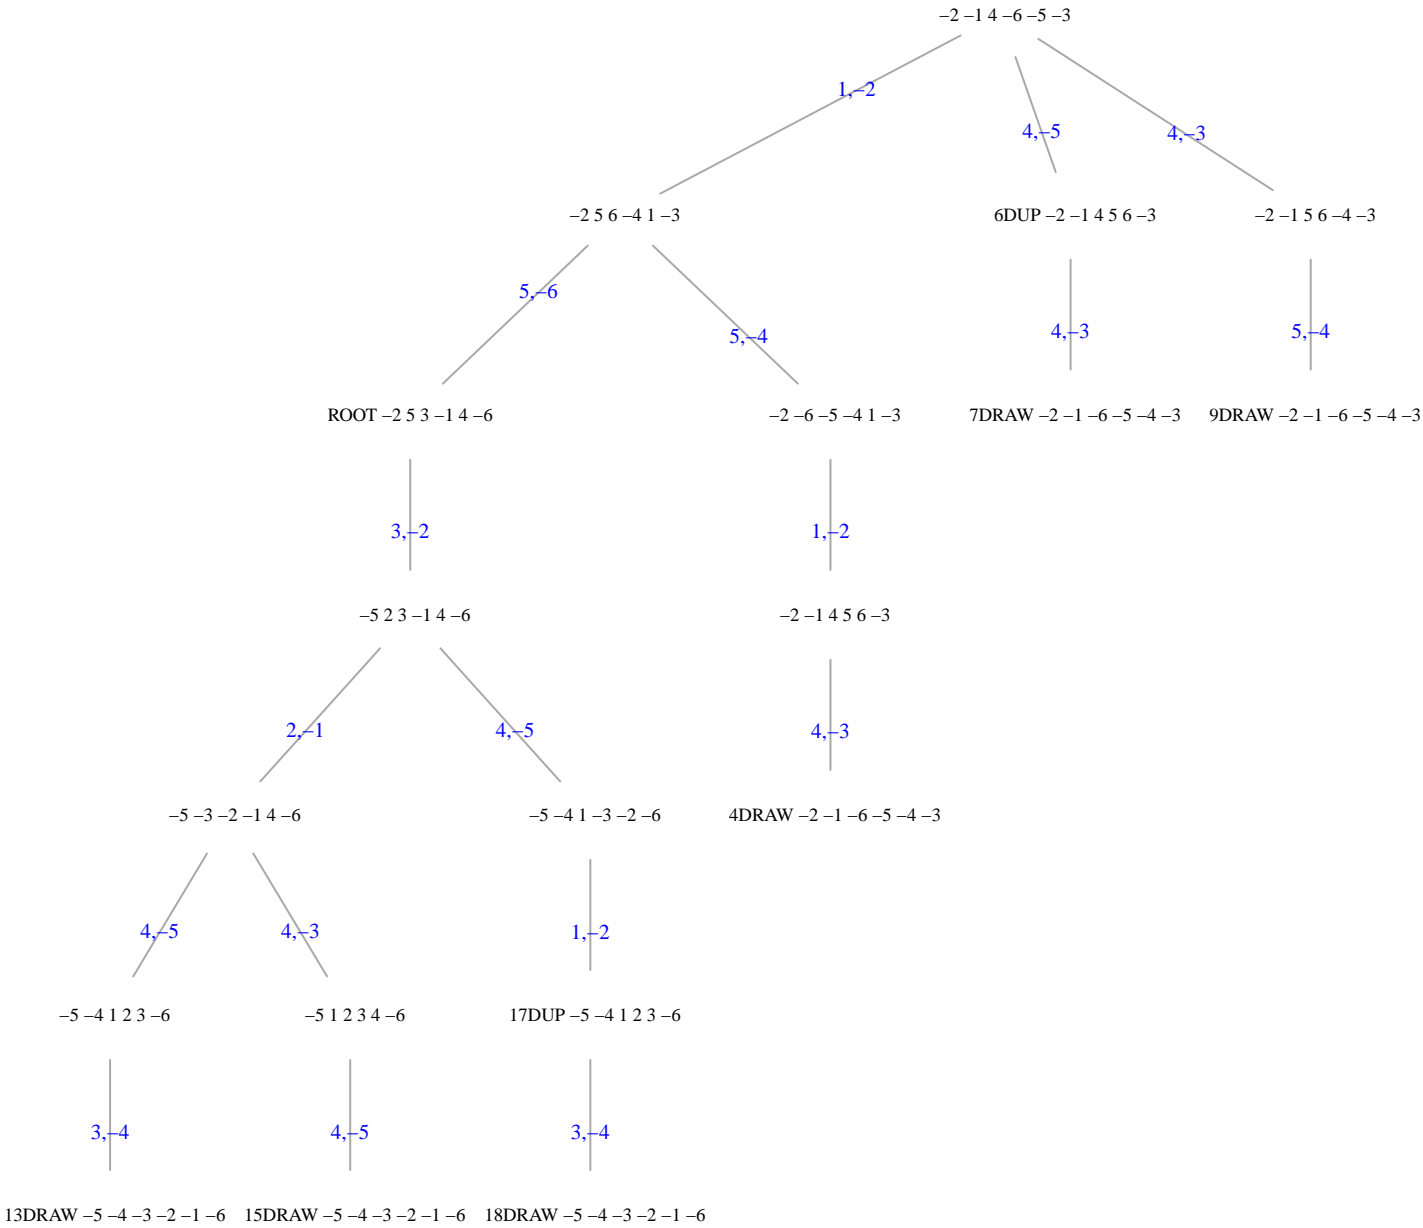 –2 –1 4 –6 –5 –3
1,–2
4,–5
4,–3
–2 5 6 –4 1 –3
6DUP –2 –1 4 5 6 –3
–2 –1 5 6 –4 –3
5,–6
5,–4
4,–3
5,–4
ROOT –2 5 3 –1 4 –6
–2 –6 –5 –4 1 –3
7DRAW –2 –1 –6 –5 –4 –3
9DRAW –2 –1 –6 –5 –4 –3
3,–2
1,–2
–5 2 3 –1 4 –6
–2 –1 4 5 6 –3
2,–1
4,–5
4,–3
–5 –3 –2 –1 4 –6
–5 –4 1 –3 –2 –6
4DRAW –2 –1 –6 –5 –4 –3
4,–5
4,–3
1,–2
–5 –4 1 2 3 –6
–5 1 2 3 4 –6
17DUP –5 –4 1 2 3 –6
3,–4
4,–5
3,–4
13DRAW –5 –4 –3 –2 –1 –6
15DRAW –5 –4 –3 –2 –1 –6
18DRAW –5 –4 –3 –2 –1 –6